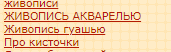 живописи
ЖИВОПИСЬ АКВАРЕЛЬЮ
Живопись гуашью
Про кисточки